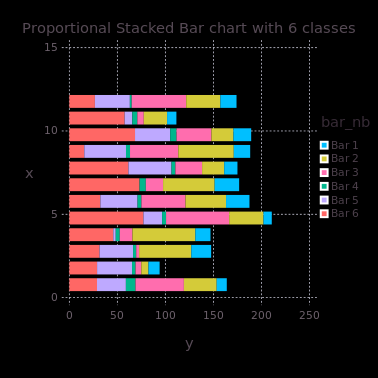 Proportional Stacked Bar chart with 6 classes
15
10
5
0
x
0 50 100 150 200 250
y
bar_nb
Bar 1
Bar 2
Bar 3
Bar 4
Bar 5
Bar 6